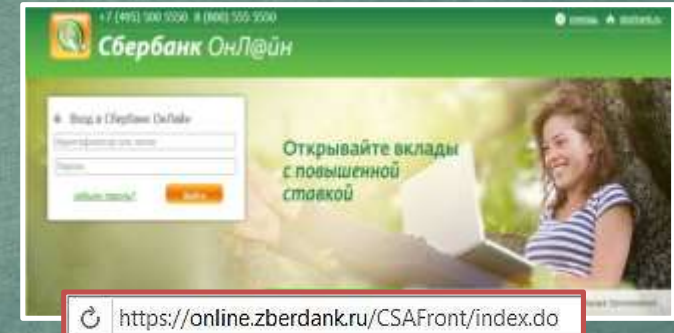 +7 (495) 500 5550 8 (800) 555 5550
Сбербанк ОнЛ@йн
Вход в Сбербанк ОнЛайн
Войти
Открывайте вклады
с повышенной
ставкой
https://online.zberdank.ru/CSAFront/index.do